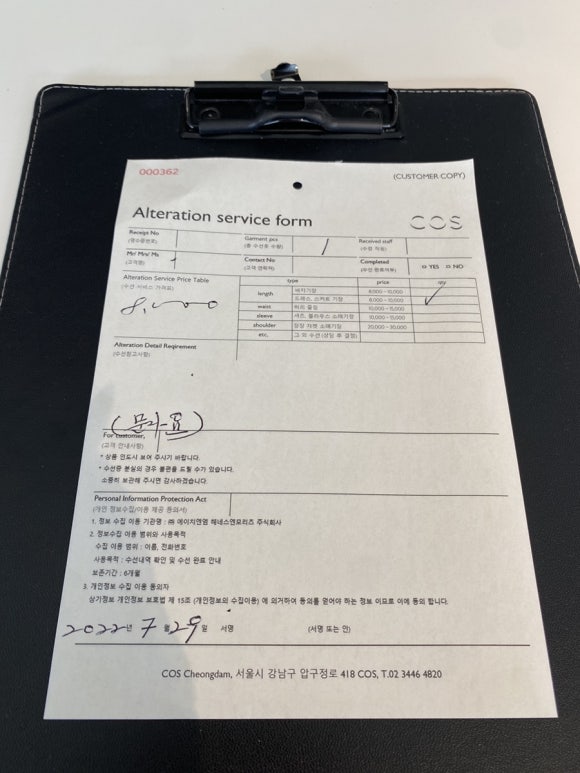 000362
(CUSTOMER COPY)
Alteration service form
COS
Receipt No
(접수증번호)
Garment pcs
(총 수선옷 수량)
1
Received staff
(수령 직원)
Mr/ Mrs/ Ms
(고객명)
Contact No
(고객 연락처)
Completed
(수선 완료여부)
□ YES □ NO
Alteration Service Price Table
(수선 서비스 가격표)
type price qty
length 바지기장 8,000 ~ 10,000
드레스, 스커트 기장 8,000 ~ 10,000 ✓
waist 허리 줄임 10,000 ~ 15,000
sleeve 셔츠, 블라우스 소매기장 10,000 ~ 15,000
shoulder 정장 자켓 소매기장 20,000 ~ 30,000
etc. 그 외 수선 (상담 후 결정)
8,000
Alteration Detail Reqirement
(수선참고사항)
For customer,
(고객 안내사항)
* 상품 인도시 보여 주시기 바랍니다.
* 수선증 분실의 경우 불편을 드릴 수가 있습니다.
소중히 보관해 주시면 감사하겠습니다.
Personal Information Protection Act
(개인 정보수집/이용 제공 동의서)
1. 정보 수집 이용 기관명 : ㈜ 에이치엔엠 헤네스앤모리츠 주식회사
2. 정보수집 이용 범위와 사용목적
수집 이용 범위 : 이름, 전화번호
사용목적 : 수선내역 확인 및 수선 완료 안내
보존기간 : 6개월
3. 개인정보 수집 이용 동의자
상기정보 개인정보 보호법 제 15조 (개인정보의 수집이용) 에 의거하여 동의를 얻어야 하는 정보 이므로 이에 동의 합니다.
2022년 7월 29일 서명 (서명 또는 인)
COS Cheongdam, 서울시 강남구 압구정로 418 COS, T.02 3446 4820